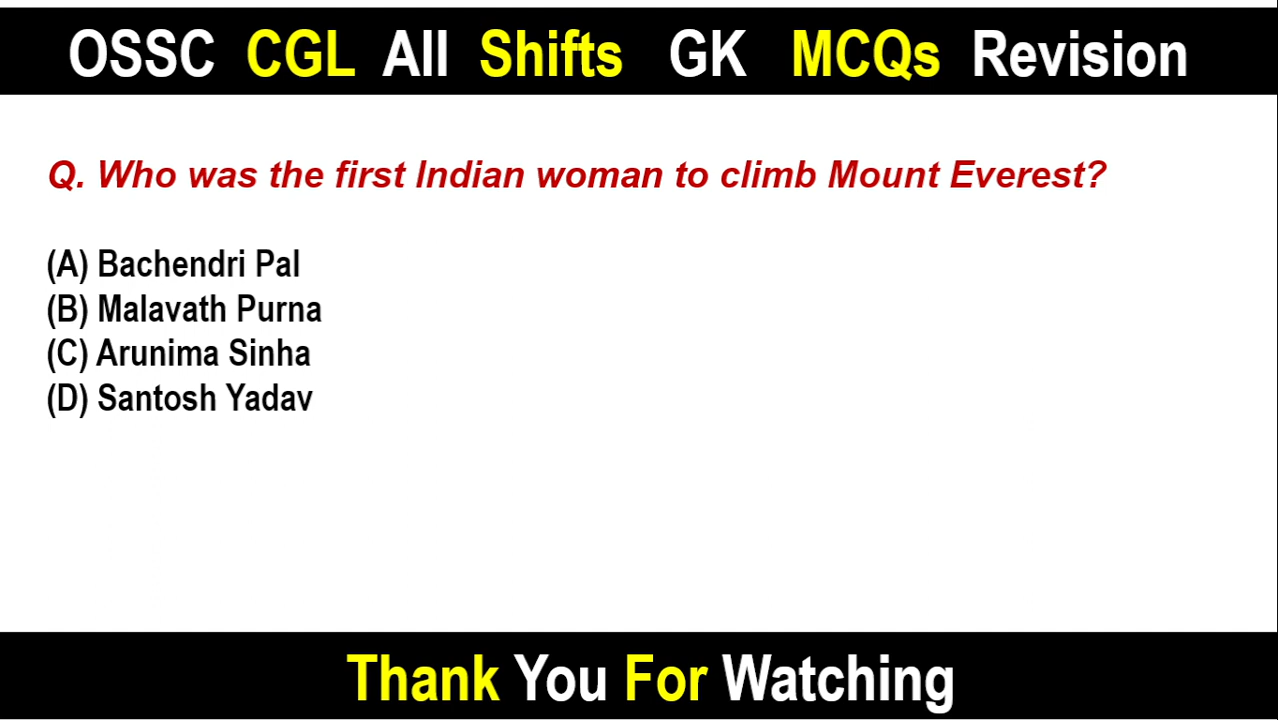 OSSC CGL All Shifts GK MCQs Revision
Q. Who was the first Indian woman to climb Mount Everest?
(A) Bachendri Pal
(B) Malavath Purna
(C) Arunima Sinha
(D) Santosh Yadav
Thank You For Watching